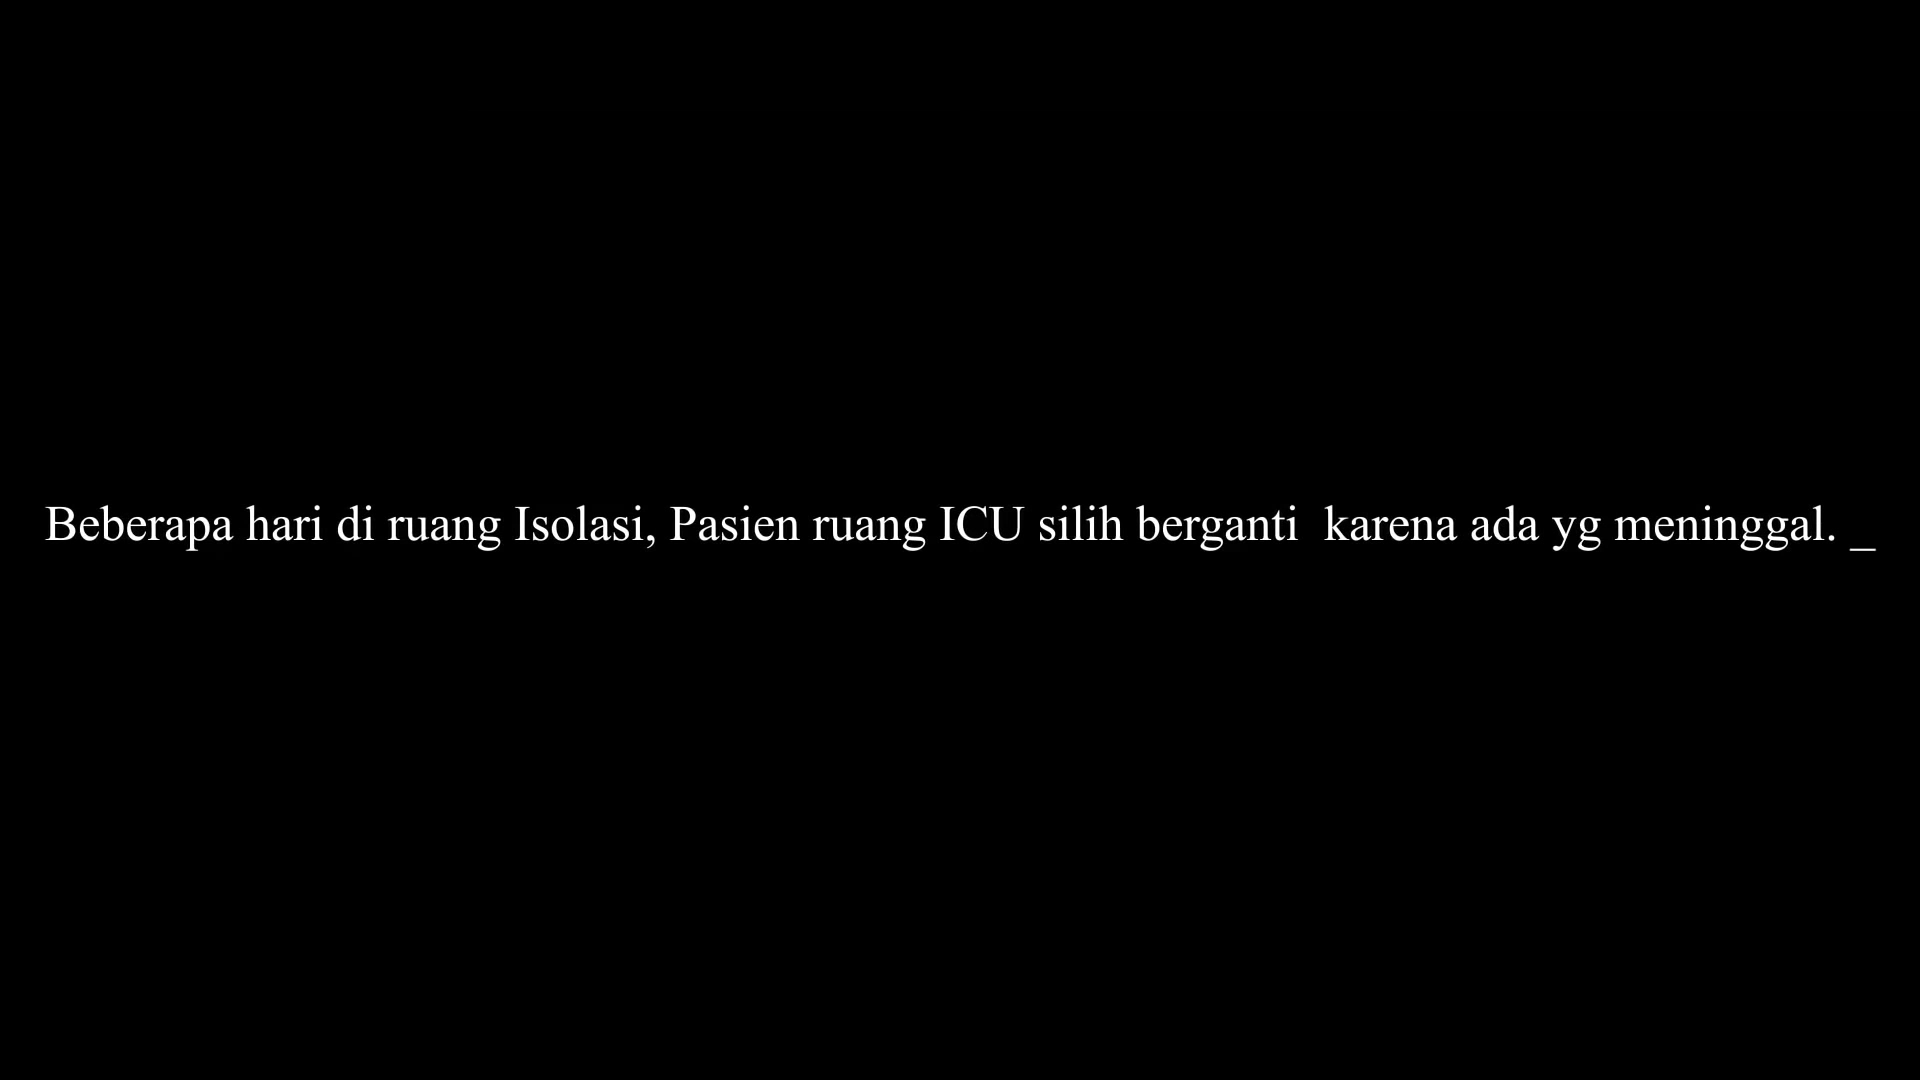 Beberapa hari di ruang Isolasi, Pasien ruang ICU silih berganti  karena ada yg meninggal. _